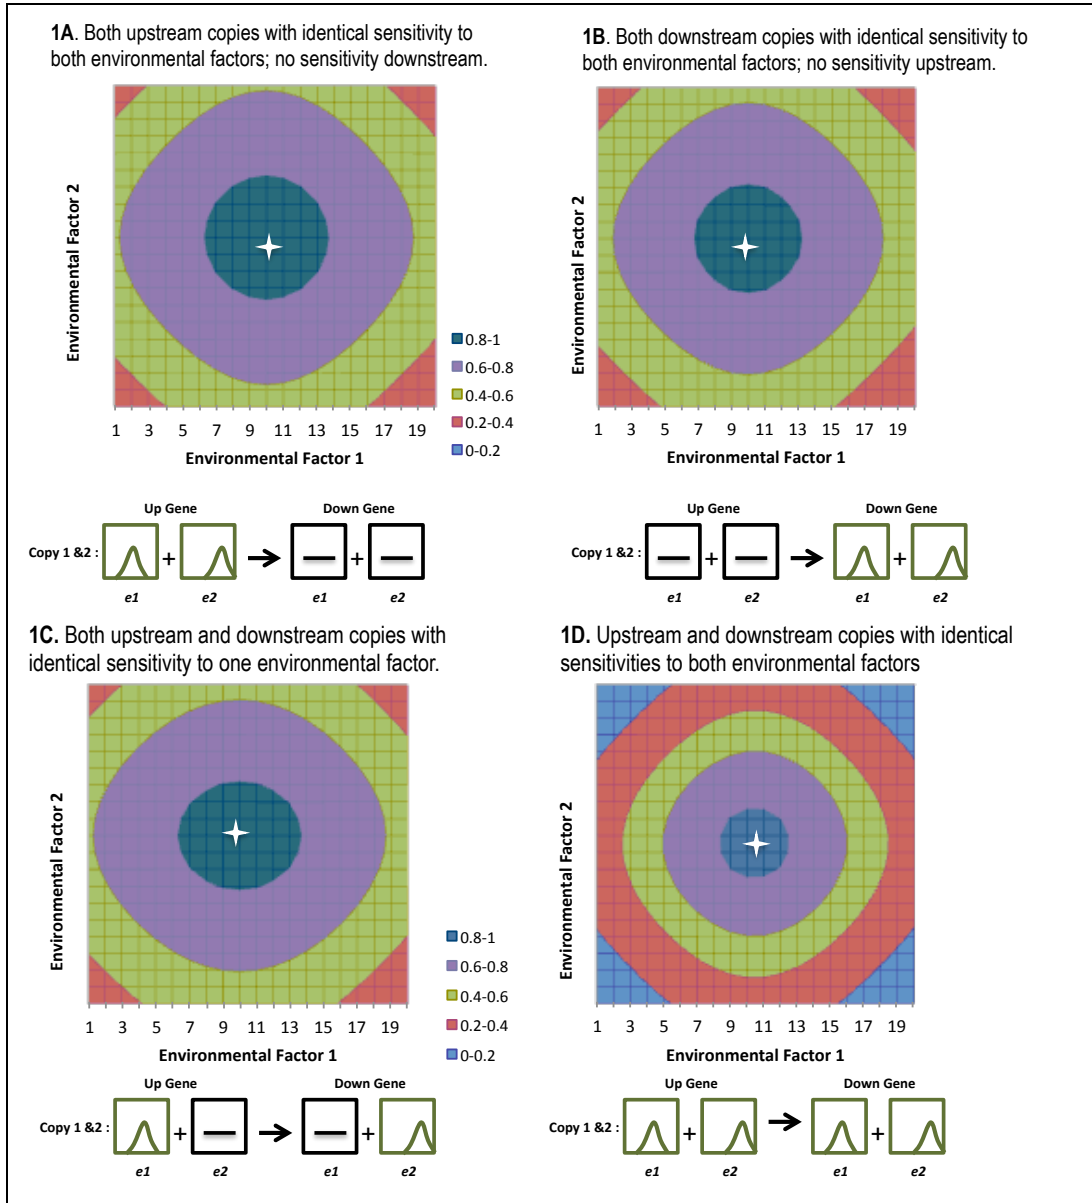 1A. Both upstream copies with identical sensitivity to
both environmental factors; no sensitivity downstream.
Environmental Factor 2
1 3 5 7 9 11 13 15 17 19
Environmental Factor 1
0.8-1
0.6-0.8
0.4-0.6
0.2-0.4
0-0.2
Up Gene
Down Gene
Copy 1 &2 :
+
+
e1
e2
e1
e2
1B. Both downstream copies with identical sensitivity to
both environmental factors; no sensitivity upstream.
Environmental Factor 2
1 3 5 7 9 11 13 15 17 19
Environmental Factor 1
Up Gene
Down Gene
Copy 1 &2 :
+
+
e1
e2
e1
e2
1C. Both upstream and downstream copies with
identical sensitivity to one environmental factor.
Environmental Factor 2
1 3 5 7 9 11 13 15 17 19
Environmental Factor 1
0.8-1
0.6-0.8
0.4-0.6
0.2-0.4
0-0.2
Up Gene
Down Gene
Copy 1 &2 :
+
+
e1
e2
e1
e2
1D. Upstream and downstream copies with identical
sensitivities to both environmental factors
Environmental Factor 2
1 3 5 7 9 11 13 15 17 19
Environmental Factor 1
Up Gene
Down Gene
Copy 1 &2 :
+
+
e1
e2
e1
e2